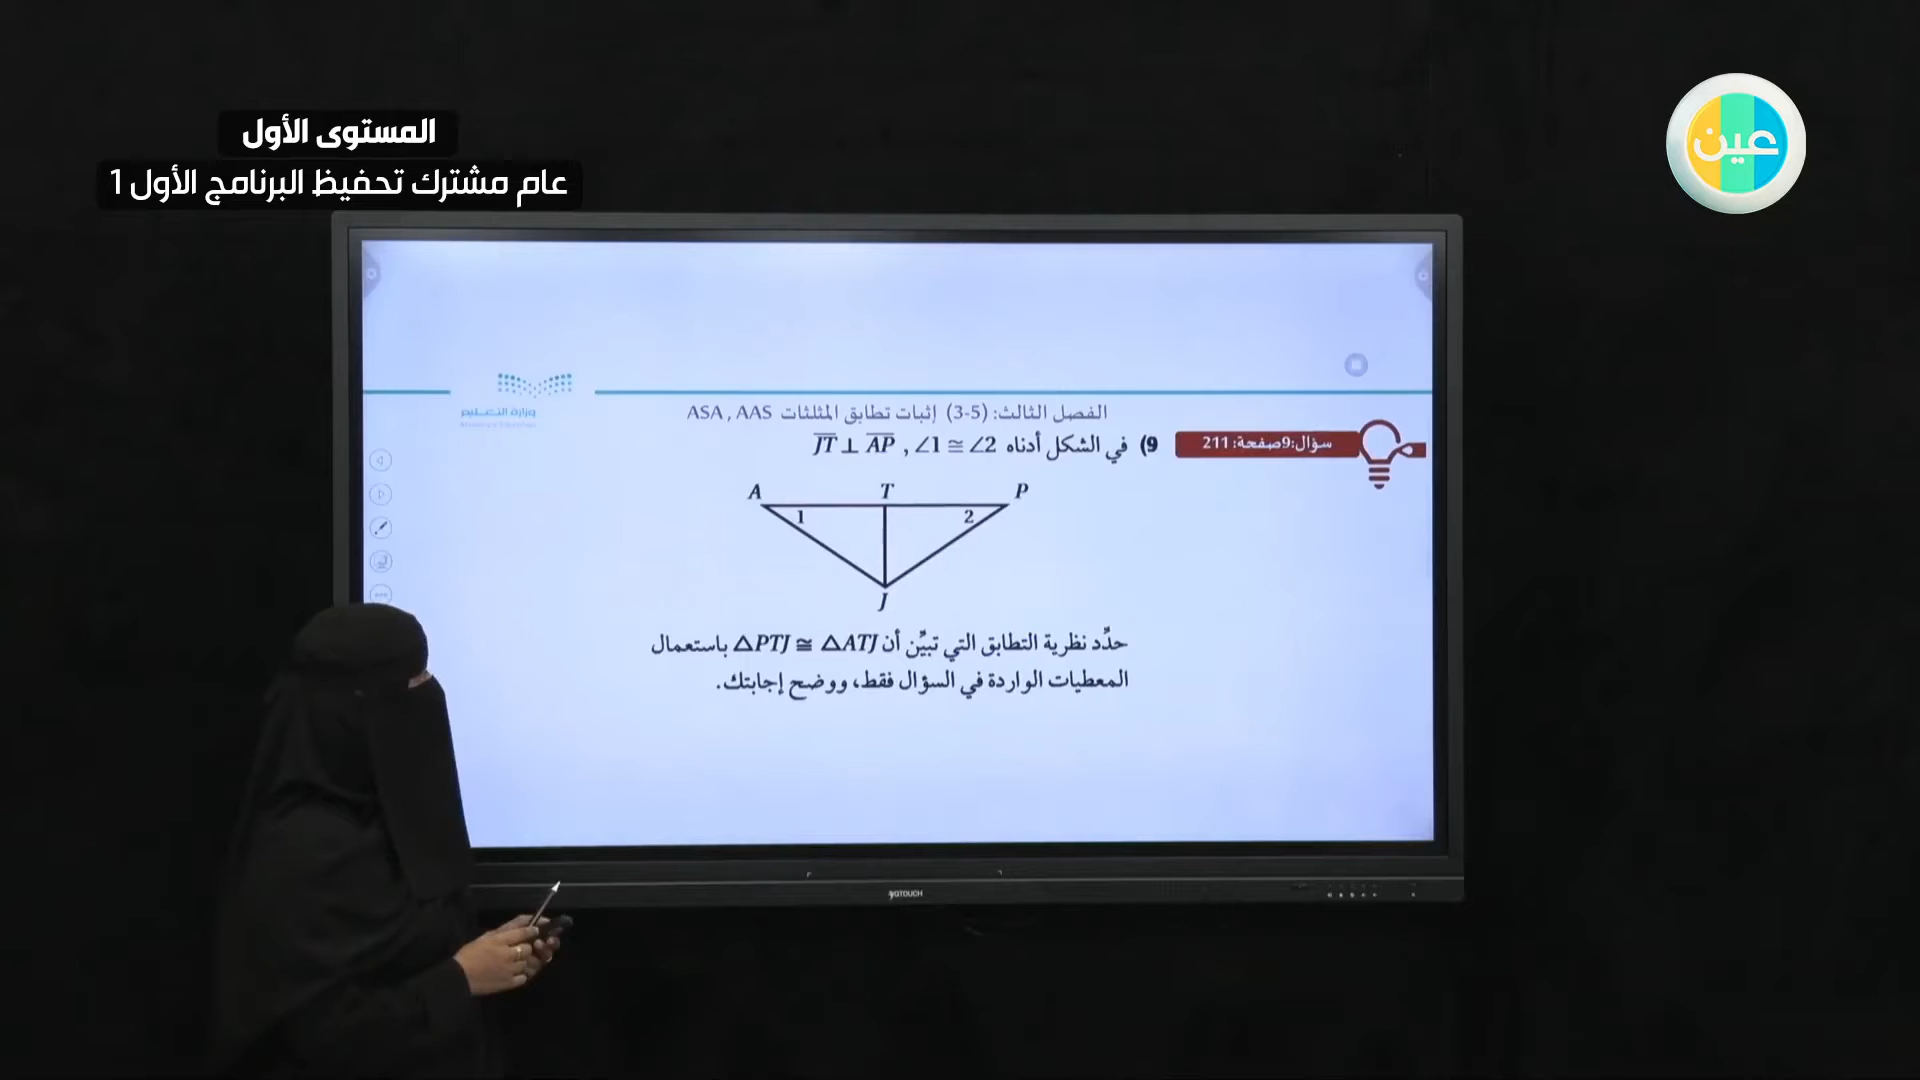 المستوى الأول
عام مشترك تحفيظ البرنامج الأول 1
عين
وزارة التعليم
الفصل الثالث: (5-3) إثبات تطابق المثلثات ASA , AAS
سؤال:9صفحة: 211
9) في الشكل أدناه JT ⊥ AP , ∠1 ≅ ∠2
A T P
1 2
J
حدِّد نظرية التطابق التي تبيِّن أن △PTJ ≅ △ATJ باستعمال
المعطيات الواردة في السؤال فقط، ووضح إجابتك.